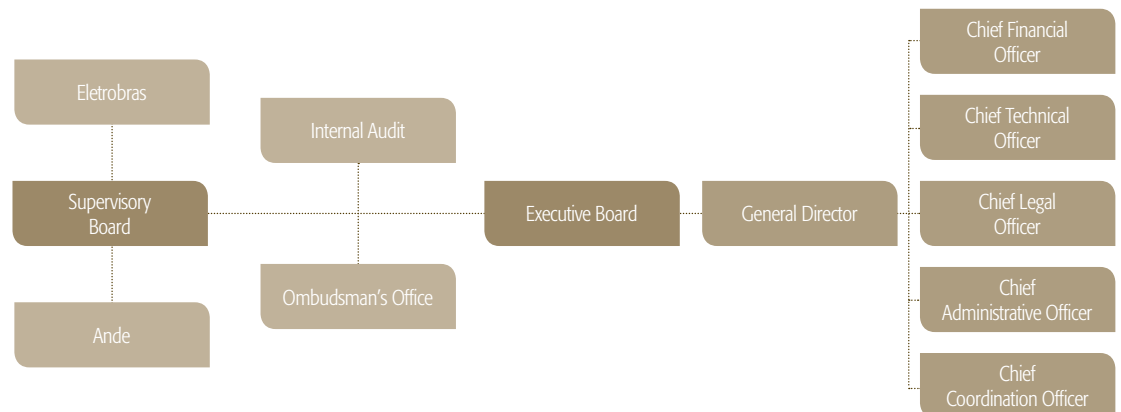 Eletrobras
Supervisory
Board
Ande
Internal Audit
Ombudsman’s Office
Executive Board
General Director
Chief Financial
Officer
Chief Technical
Officer
Chief Legal
Officer
Chief
Administrative Officer
Chief
Coordination Officer